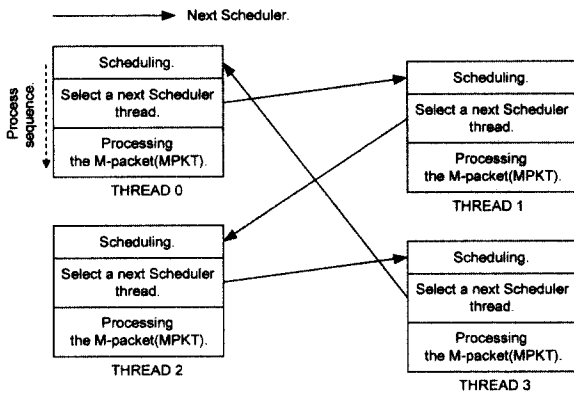 Next Scheduler.
Process
sequence.
Scheduling.
Select a next Scheduler
thread.
Processing
the M-packet(MPKT).
THREAD 0
Scheduling.
Select a next Scheduler
thread.
Processing
the M-packet(MPKT).
THREAD 1
Scheduling.
Select a next Scheduler
thread.
Processing
the M-packet(MPKT).
THREAD 2
Scheduling.
Select a next Scheduler
thread.
Processing
the M-packet(MPKT).
THREAD 3